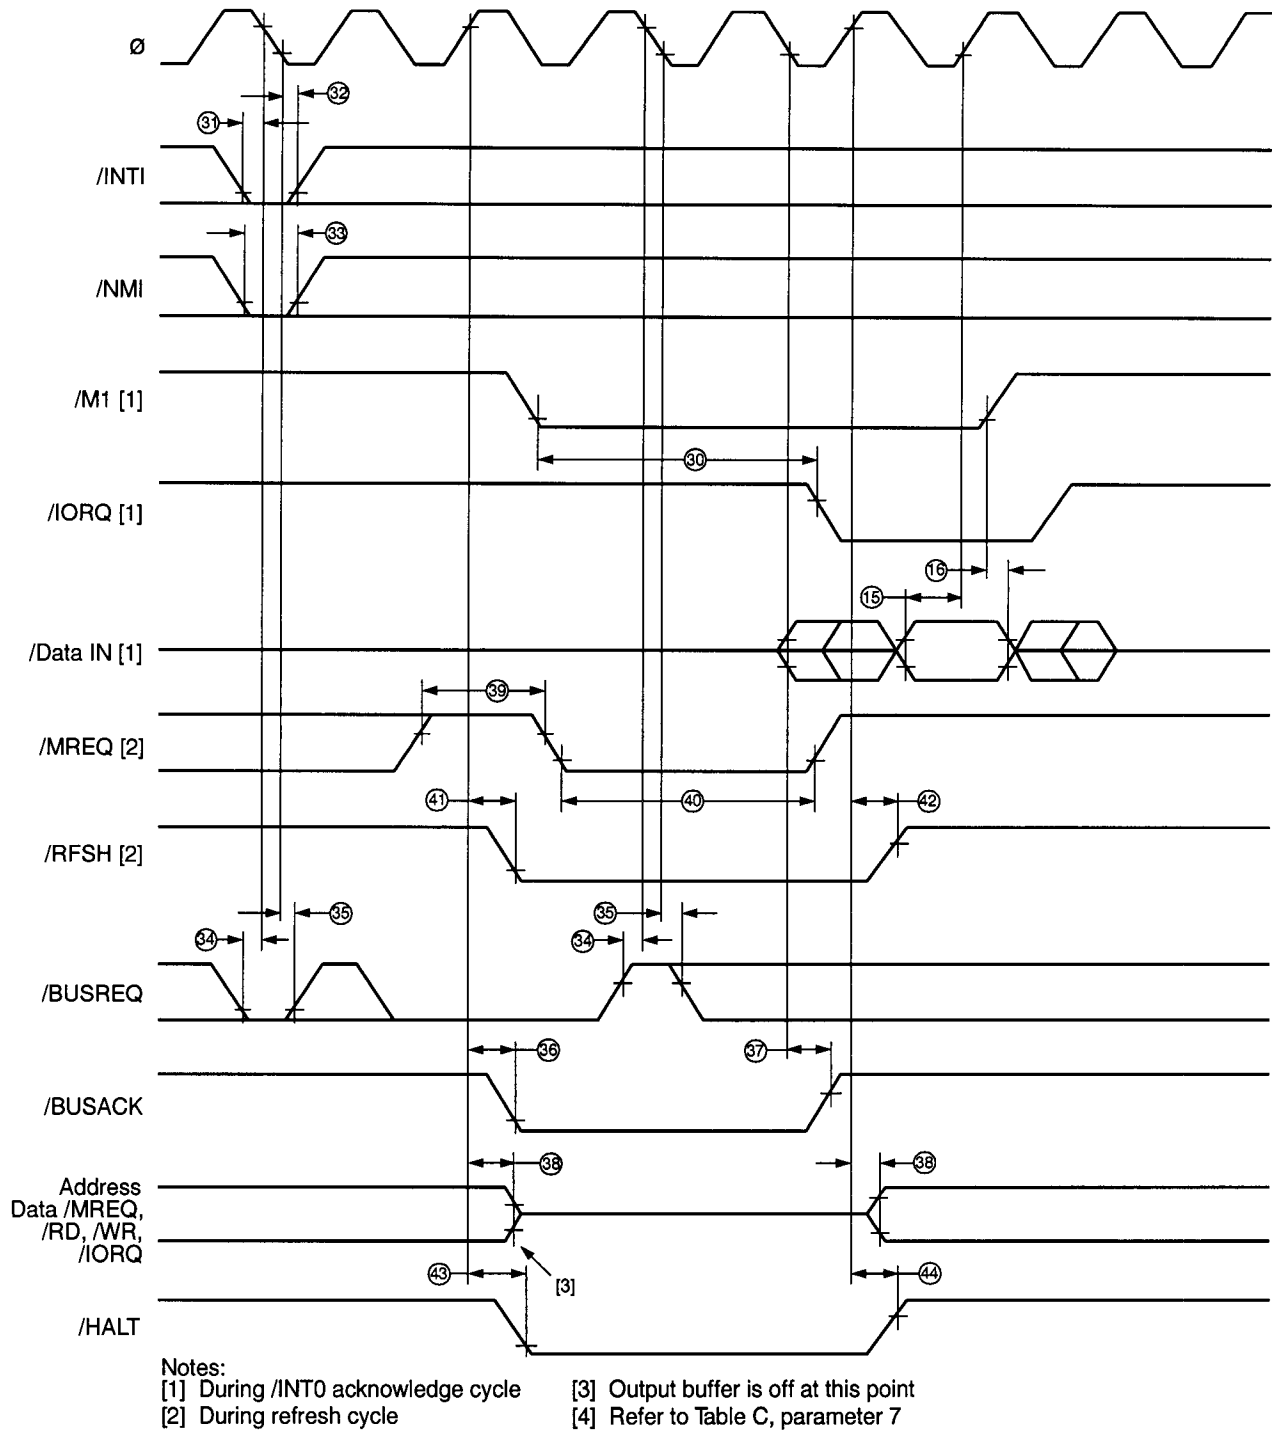 Ø
32
31
/INTI
33
/NMI
/M1 [1]
30
/IORQ [1]
16
15
/Data IN [1]
39
/MREQ [2]
41
40
42
/RFSH [2]
35
35
34
34
/BUSREQ
36
37
/BUSACK
38
38
Address
Data /MREQ,
/RD, /WR,
/IORQ
43
[3]
44
/HALT
Notes:
[1] During /INT0 acknowledge cycle
[2] During refresh cycle
[3] Output buffer is off at this point
[4] Refer to Table C, parameter 7